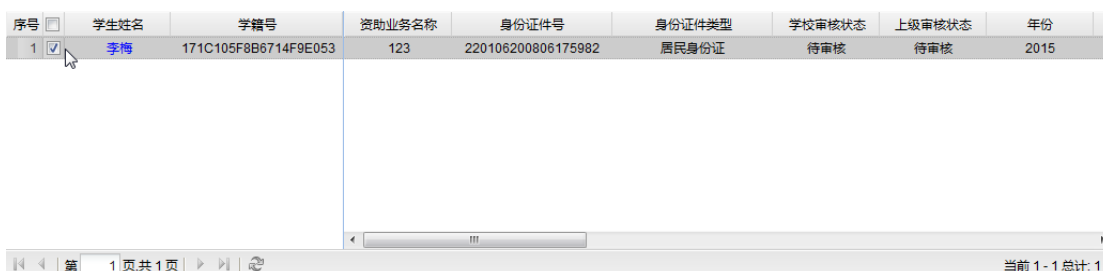 序号 学生姓名 学籍号 资助业务名称 身份证件号 身份证件类型 学校审核状态 上级审核状态 年份
1 李梅 171C105F8B6714F9E053 123 220106200806175982 居民身份证 待审核 待审核 2015
第 1 页,共 1 页 当前 1 - 1 总计: 1